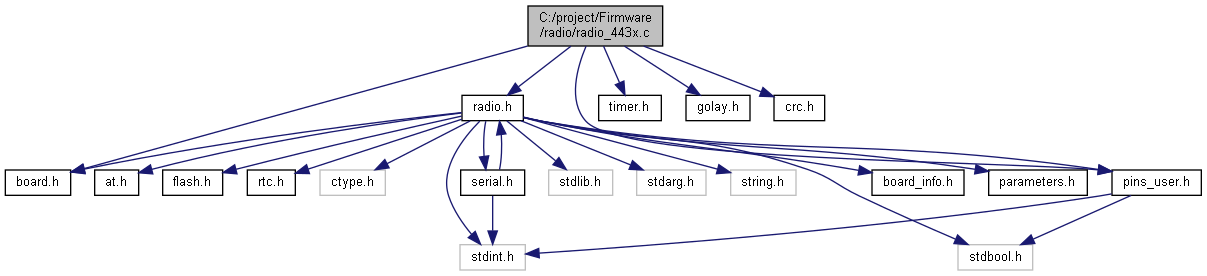 C:/project/Firmware
/radio/radio_443x.c
radio.h
timer.h
golay.h
crc.h
board.h
at.h
flash.h
rtc.h
ctype.h
serial.h
stdlib.h
stdarg.h
string.h
board_info.h
parameters.h
pins_user.h
stdint.h
stdbool.h